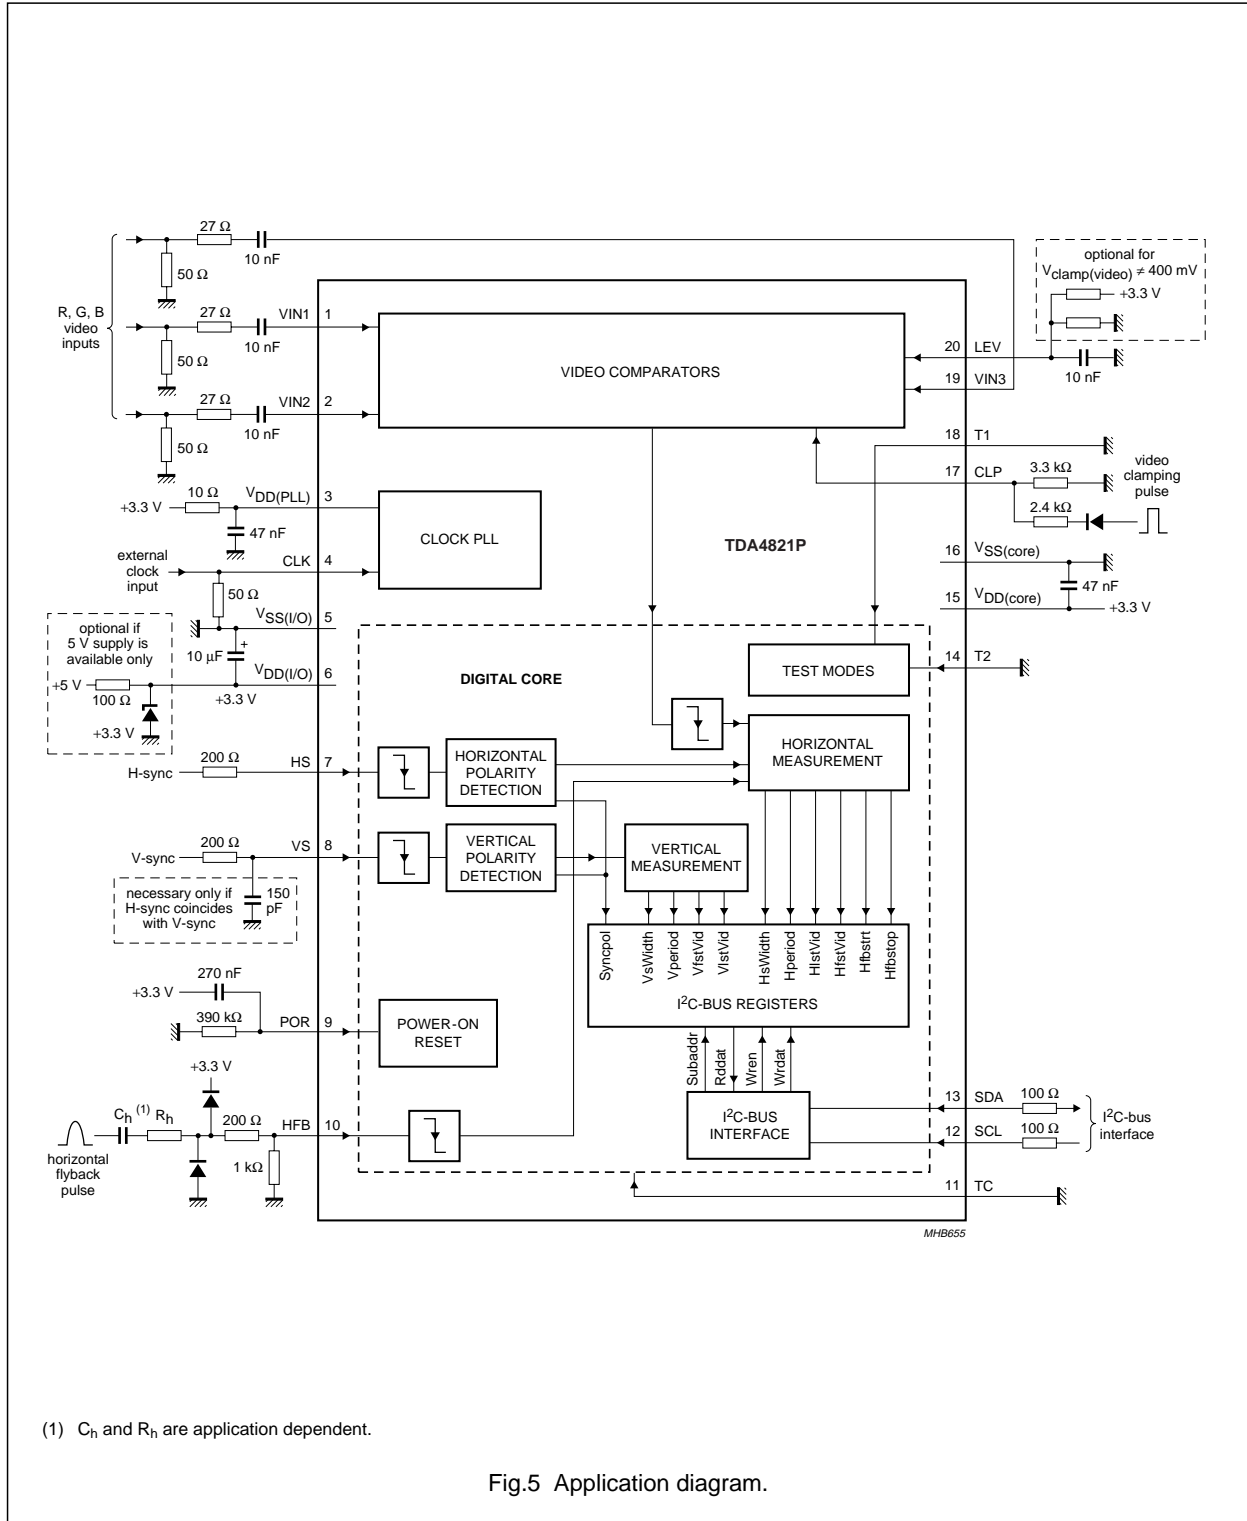 27 Ω
10 nF
50 Ω
optional for
Vclamp(video) ≠ 400 mV
+3.3 V
R, G, B
video
inputs
27 Ω
VIN1
1
10 nF
50 Ω
VIDEO COMPARATORS
20
LEV
10 nF
19
VIN3
27 Ω
VIN2
2
10 nF
50 Ω
18
T1
17
CLP
3.3 kΩ
2.4 kΩ
video
clamping
pulse
+3.3 V
10 Ω
VDD(PLL)
3
47 nF
CLOCK PLL
TDA4821P
external
clock
input
CLK
4
50 Ω
16
VSS(core)
47 nF
15
VDD(core)
+3.3 V
VSS(I/O)
5
optional if
5 V supply is
available only
10 μF
+
VDD(I/O)
6
+5 V
100 Ω
+3.3 V
+3.3 V
DIGITAL CORE
TEST MODES
14
T2
H-sync
200 Ω
HS
7
HORIZONTAL
POLARITY
DETECTION
HORIZONTAL
MEASUREMENT
V-sync
200 Ω
VS
8
VERTICAL
POLARITY
DETECTION
VERTICAL
MEASUREMENT
necessary only if
H-sync coincides
with V-sync
150
pF
Syncpol
VsWidth
Vperiod
VfstVid
VlstVid
HsWidth
Hperiod
HlstVid
HfstVid
Hfbstrt
Hfbstop
I2C-BUS REGISTERS
270 nF
+3.3 V
390 kΩ
POR
9
POWER-ON
RESET
Subaddr
Rddat
Wren
Wrdat
+3.3 V
Ch (1)
Rh
200 Ω
HFB
10
1 kΩ
horizontal
flyback
pulse
I2C-BUS
INTERFACE
13
SDA
100 Ω
12
SCL
100 Ω
I2C-bus
interface
11
TC
MHB655
(1) Ch and Rh are application dependent.
Fig.5 Application diagram.